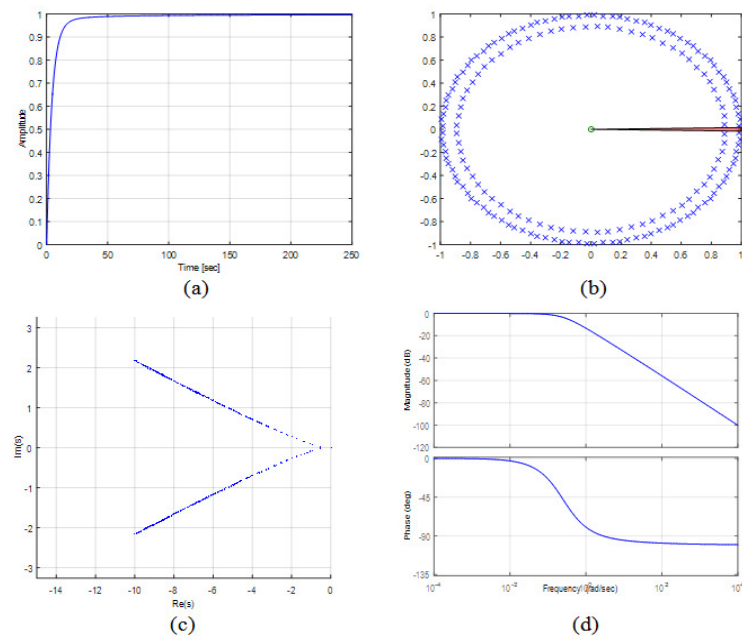 1
0.9
0.8
0.7
0.6
0.5
0.4
0.3
0.2
0.1
0
Amplitude
0 50 100 150 200 250
Time [sec]
(a)
1
0.8
0.6
0.4
0.2
0
-0.2
-0.4
-0.6
-0.8
-1
-1 -0.8 -0.6 -0.4 -0.2 0 0.2 0.4 0.6 0.8 1
(b)
3
2
1
0
-1
-2
-3
Im(s)
-14 -12 -10 -8 -6 -4 -2 0
Re(s)
(c)
0
-20
-40
-60
-80
-100
-120
Magnitude (dB)
0
-45
-90
-135
Phase (deg)
Frequency (rad/sec)
(d)